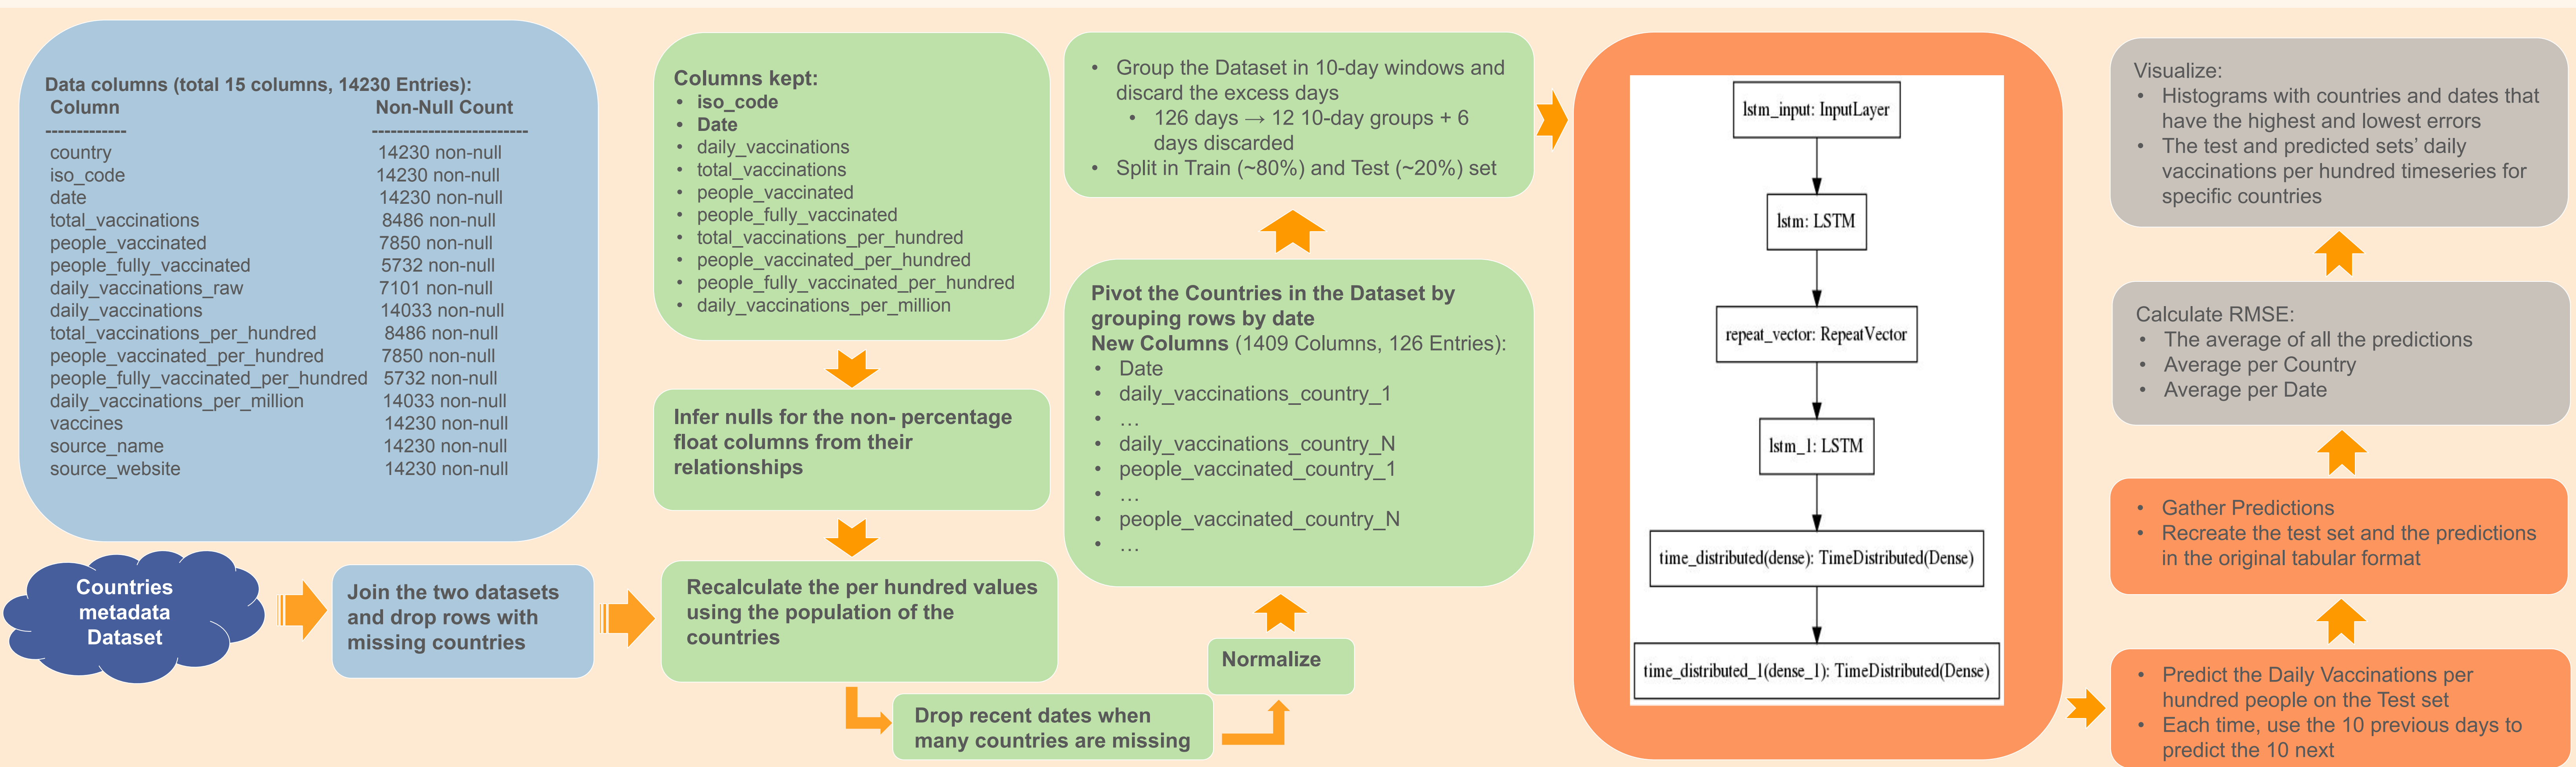 Data columns (total 15 columns, 14230 Entries):
Column Non-Null Count
------------- -------------------------
country 14230 non-null
iso_code 14230 non-null
date 14230 non-null
total_vaccinations 8486 non-null
people_vaccinated 7850 non-null
people_fully_vaccinated 5732 non-null
daily_vaccinations_raw 7101 non-null
daily_vaccinations 14033 non-null
total_vaccinations_per_hundred 8486 non-null
people_vaccinated_per_hundred 7850 non-null
people_fully_vaccinated_per_hundred 5732 non-null
daily_vaccinations_per_million 14033 non-null
vaccines 14230 non-null
source_name 14230 non-null
source_website 14230 non-null
Countries
metadata
Dataset
Join the two datasets
and drop rows with
missing countries
Columns kept:
• iso_code
• Date
• daily_vaccinations
• total_vaccinations
• people_vaccinated
• people_fully_vaccinated
• total_vaccinations_per_hundred
• people_vaccinated_per_hundred
• people_fully_vaccinated_per_hundred
• daily_vaccinations_per_million
Infer nulls for the non- percentage
float columns from their
relationships
Recalculate the per hundred values
using the population of the
countries
Drop recent dates when
many countries are missing
Normalize
Pivot the Countries in the Dataset by
grouping rows by date
New Columns (1409 Columns, 126 Entries):
• Date
• daily_vaccinations_country_1
• …
• daily_vaccinations_country_N
• people_vaccinated_country_1
• …
• people_vaccinated_country_N
• …
• Group the Dataset in 10-day windows and
discard the excess days
• 126 days → 12 10-day groups + 6
days discarded
• Split in Train (~80%) and Test (~20%) set
lstm_input: InputLayer
lstm: LSTM
repeat_vector: RepeatVector
lstm_1: LSTM
time_distributed(dense): TimeDistributed(Dense)
time_distributed_1(dense_1): TimeDistributed(Dense)
• Predict the Daily Vaccinations per
hundred people on the Test set
• Each time, use the 10 previous days to
predict the 10 next
• Gather Predictions
• Recreate the test set and the predictions
in the original tabular format
Calculate RMSE:
• The average of all the predictions
• Average per Country
• Average per Date
Visualize:
• Histograms with countries and dates that
have the highest and lowest errors
• The test and predicted sets’ daily
vaccinations per hundred timeseries for
specific countries